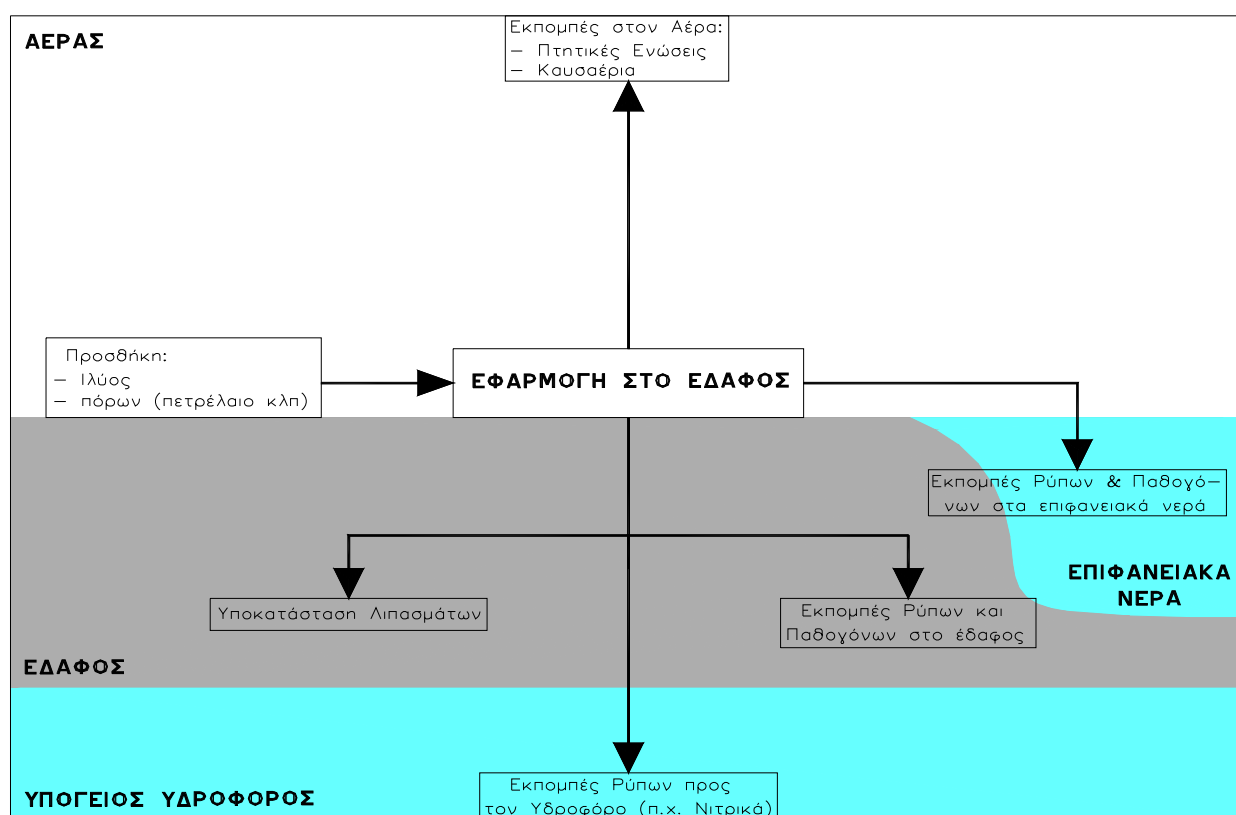 ΑΕΡΑΣ
Εκπομπές στον Αέρα:
– Πτητικές Ενώσεις
– Καυσαέρια
Προσθήκη:
– Ιλύος
– πόρων (πετρέλαιο κλπ)
ΕΦΑΡΜΟΓΗ ΣΤΟ ΕΔΑΦΟΣ
Εκπομπές Ρύπων & Παθογό–
νων στα επιφανειακά νερά
ΕΠΙΦΑΝΕΙΑΚΑ
ΝΕΡΑ
Υποκατάσταση Λιπασμάτων
Εκπομπές Ρύπων και
Παθογόνων στο έδαφος
ΕΔΑΦΟΣ
Εκπομπές Ρύπων προς
τον Υδροφόρο (π.χ. Νιτρικά)
ΥΠΟΓΕΙΟΣ ΥΔΡΟΦΟΡΟΣ